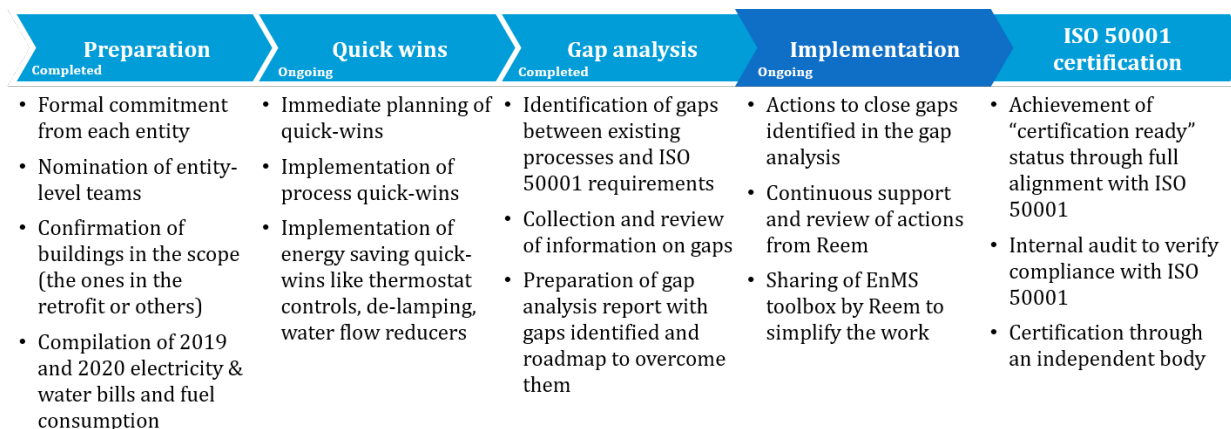 Preparation
Completed
Quick wins
Ongoing
Gap analysis
Completed
Implementation
Ongoing
ISO 50001
certification
• Formal commitment
from each entity
• Nomination of entity-
level teams
• Confirmation of
buildings in the scope
(the ones in the
retrofit or others)
• Compilation of 2019
and 2020 electricity &
water bills and fuel
consumption
• Immediate planning of
quick-wins
• Implementation of
process quick-wins
• Implementation of
energy saving quick-
wins like thermostat
controls, de-lamping,
water flow reducers
• Identification of gaps
between existing
processes and ISO
50001 requirements
• Collection and review
of information on gaps
• Preparation of gap
analysis report with
gaps identified and
roadmap to overcome
them
• Actions to close gaps
identified in the gap
analysis
• Continuous support
and review of actions
from Reem
• Sharing of EnMS
toolbox by Reem to
simplify the work
• Achievement of
“certification ready”
status through full
alignment with ISO
50001
• Internal audit to verify
compliance with ISO
50001
• Certification through
an independent body